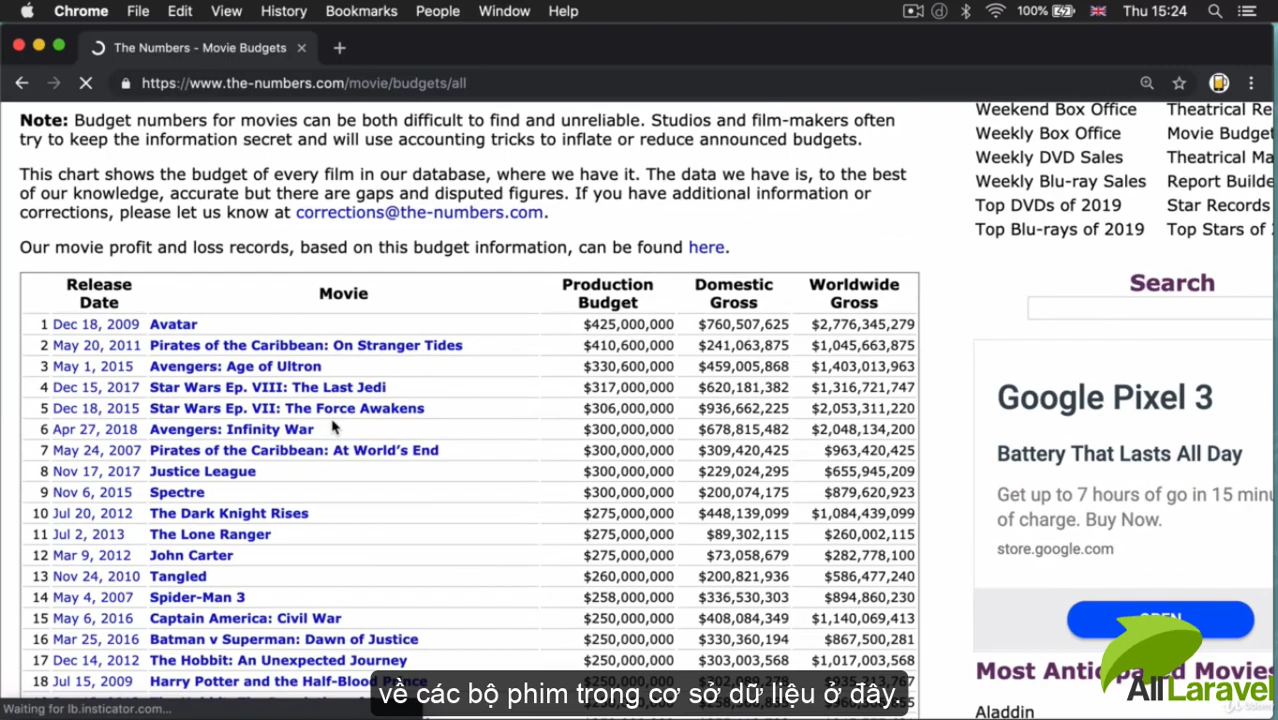 Chrome File Edit View History Bookmarks People Window Help 100% Thu 15:24
The Numbers - Movie Budgets
https://www.the-numbers.com/movie/budgets/all
Note: Budget numbers for movies can be both difficult to find and unreliable. Studios and film-makers often
try to keep the information secret and will use accounting tricks to inflate or reduce announced budgets.
This chart shows the budget of every film in our database, where we have it. The data we have is, to the best
of our knowledge, accurate but there are gaps and disputed figures. If you have additional information or
corrections, please let us know at corrections@the-numbers.com.
Our movie profit and loss records, based on this budget information, can be found here.
Release Date Movie Production Budget Domestic Gross Worldwide Gross
1 Dec 18, 2009 Avatar $425,000,000 $760,507,625 $2,776,345,279
2 May 20, 2011 Pirates of the Caribbean: On Stranger Tides $410,600,000 $241,063,875 $1,045,663,875
3 May 1, 2015 Avengers: Age of Ultron $330,600,000 $459,005,868 $1,403,013,963
4 Dec 15, 2017 Star Wars Ep. VIII: The Last Jedi $317,000,000 $620,181,382 $1,316,721,747
5 Dec 18, 2015 Star Wars Ep. VII: The Force Awakens $306,000,000 $936,662,225 $2,053,311,220
6 Apr 27, 2018 Avengers: Infinity War $300,000,000 $678,815,482 $2,048,134,200
7 May 24, 2007 Pirates of the Caribbean: At World's End $300,000,000 $309,420,425 $963,420,425
8 Nov 17, 2017 Justice League $300,000,000 $229,024,295 $655,945,209
9 Nov 6, 2015 Spectre $300,000,000 $200,074,175 $879,620,923
10 Jul 20, 2012 The Dark Knight Rises $275,000,000 $448,139,099 $1,084,439,099
11 Jul 2, 2013 The Lone Ranger $275,000,000 $89,302,115 $260,002,115
12 Mar 9, 2012 John Carter $275,000,000 $73,058,679 $282,778,100
13 Nov 24, 2010 Tangled $260,000,000 $200,821,936 $586,477,240
14 May 4, 2007 Spider-Man 3 $258,000,000 $336,530,303 $894,860,230
15 May 6, 2016 Captain America: Civil War $250,000,000 $408,084,349 $1,140,069,413
16 Mar 25, 2016 Batman v Superman: Dawn of Justice $250,000,000 $330,360,194 $867,500,281
17 Dec 14, 2012 The Hobbit: An Unexpected Journey $250,000,000 $303,003,568 $1,017,003,568
18 Jul 15, 2009 Harry Potter and the Half-Blood
Weekend Box Office Theatrical Re
Weekly Box Office Movie Budget
Weekly DVD Sales Theatrical Ma
Weekly Blu-ray Sales Report Builde
Top DVDs of 2019 Star Records
Top Blu-rays of 2019 Top Stars of
Search
Google Pixel 3
Battery That Lasts All Day
Get up to 7 hours of charge in 15 minu
of charge. Buy Now.
store.google.com
OPEN
Most Anticipated Movies
Aladdin
về các bộ phim trong cơ sở dữ liệu ở đây.
Waiting for lb.insticator.com...
AllLaravel